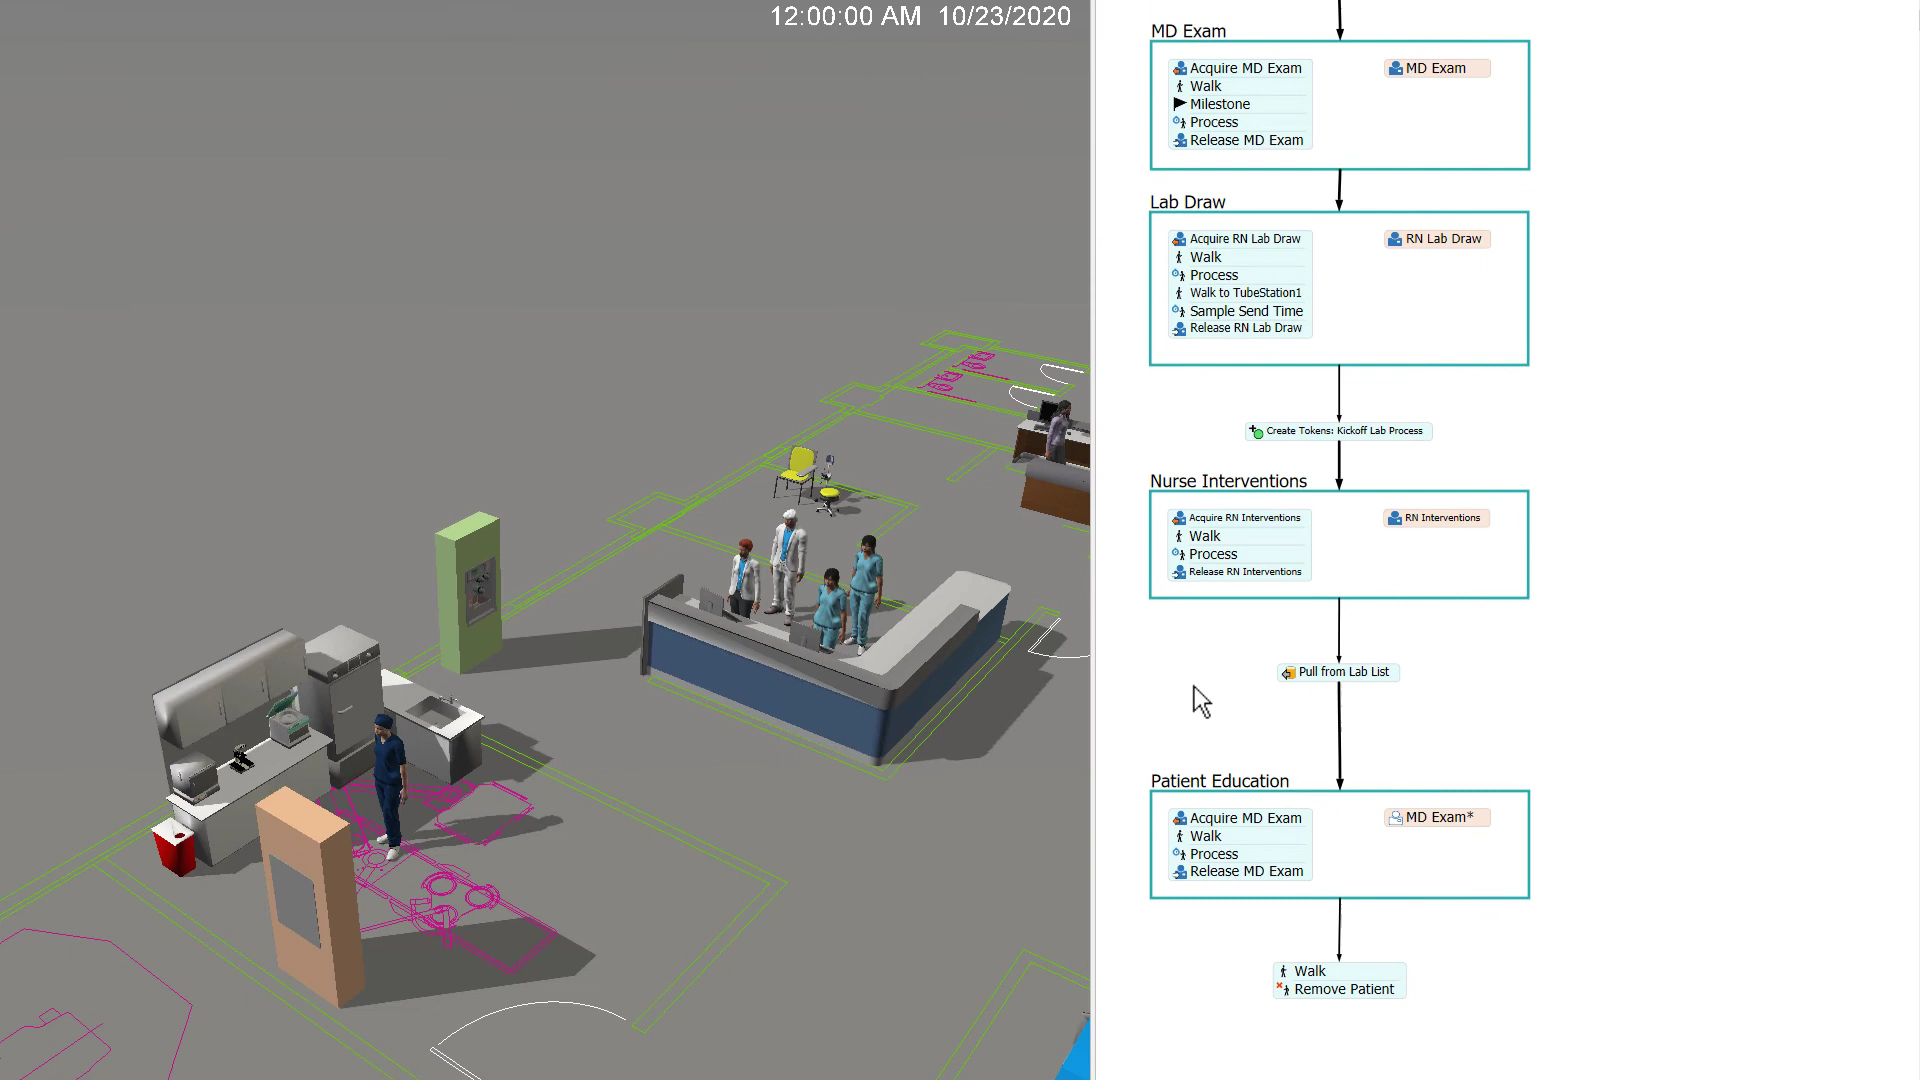 12:00:00 AM 10/23/2020
MD Exam
Acquire MD Exam
MD Exam
Walk
Milestone
Process
Release MD Exam
Lab Draw
Acquire RN Lab Draw
RN Lab Draw
Walk
Process
Walk to TubeStation1
Sample Send Time
Release RN Lab Draw
Create Tokens: Kickoff Lab Process
Nurse Interventions
Acquire RN Interventions
RN Interventions
Walk
Process
Release RN Interventions
Pull from Lab List
Patient Education
Acquire MD Exam
MD Exam*
Walk
Process
Release MD Exam
Walk
Remove Patient